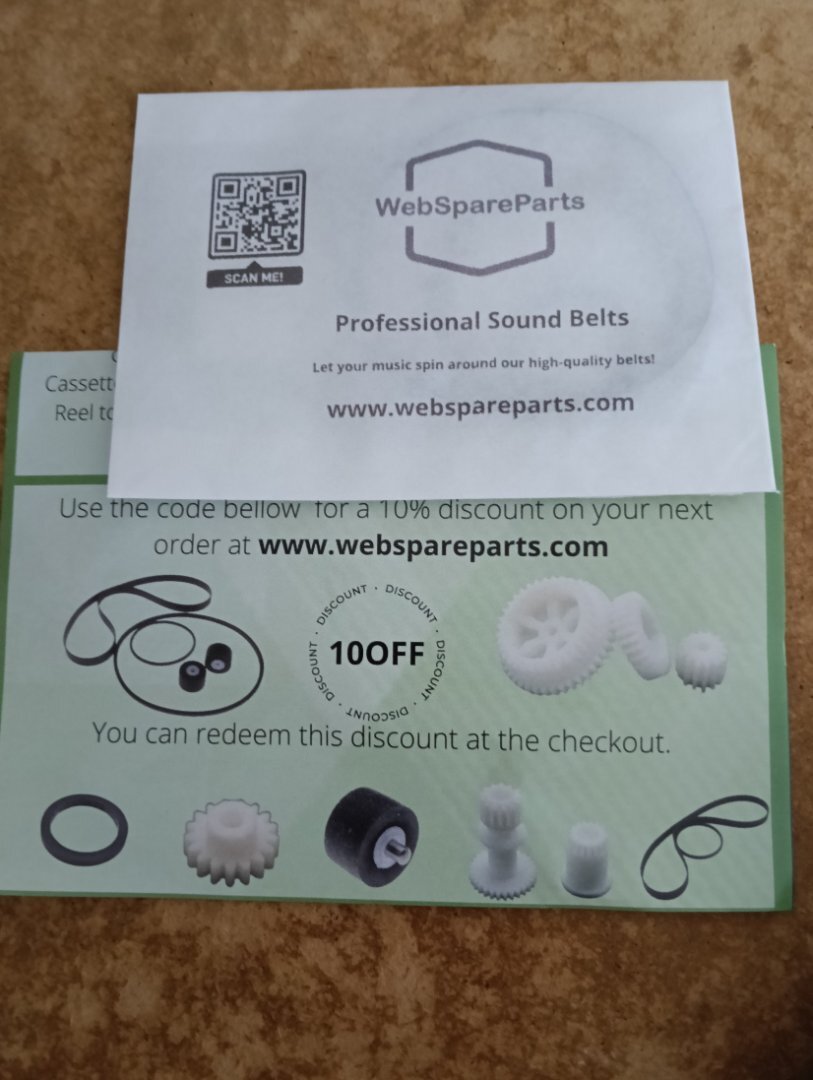 SCAN ME!
WebSpareParts
Professional Sound Belts
Let your music spin around our high-quality belts!
www.webspareparts.com
Reel
Use the code bellow for a 10% discount on your next
order at www.webspareparts.com
DISCOUNT · DISCOUNT · DISCOUNT · DISCOUNT · DISCOUNT ·
10OFF
You can redeem this discount at the checkout.